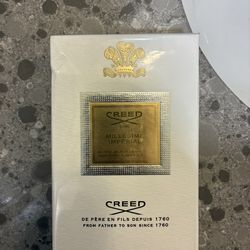 CREED
MILLESIME
IMPERIAL
CREED
DE PÈRE EN FILS DEPUIS 1760
FROM FATHER TO SON SINCE 1760